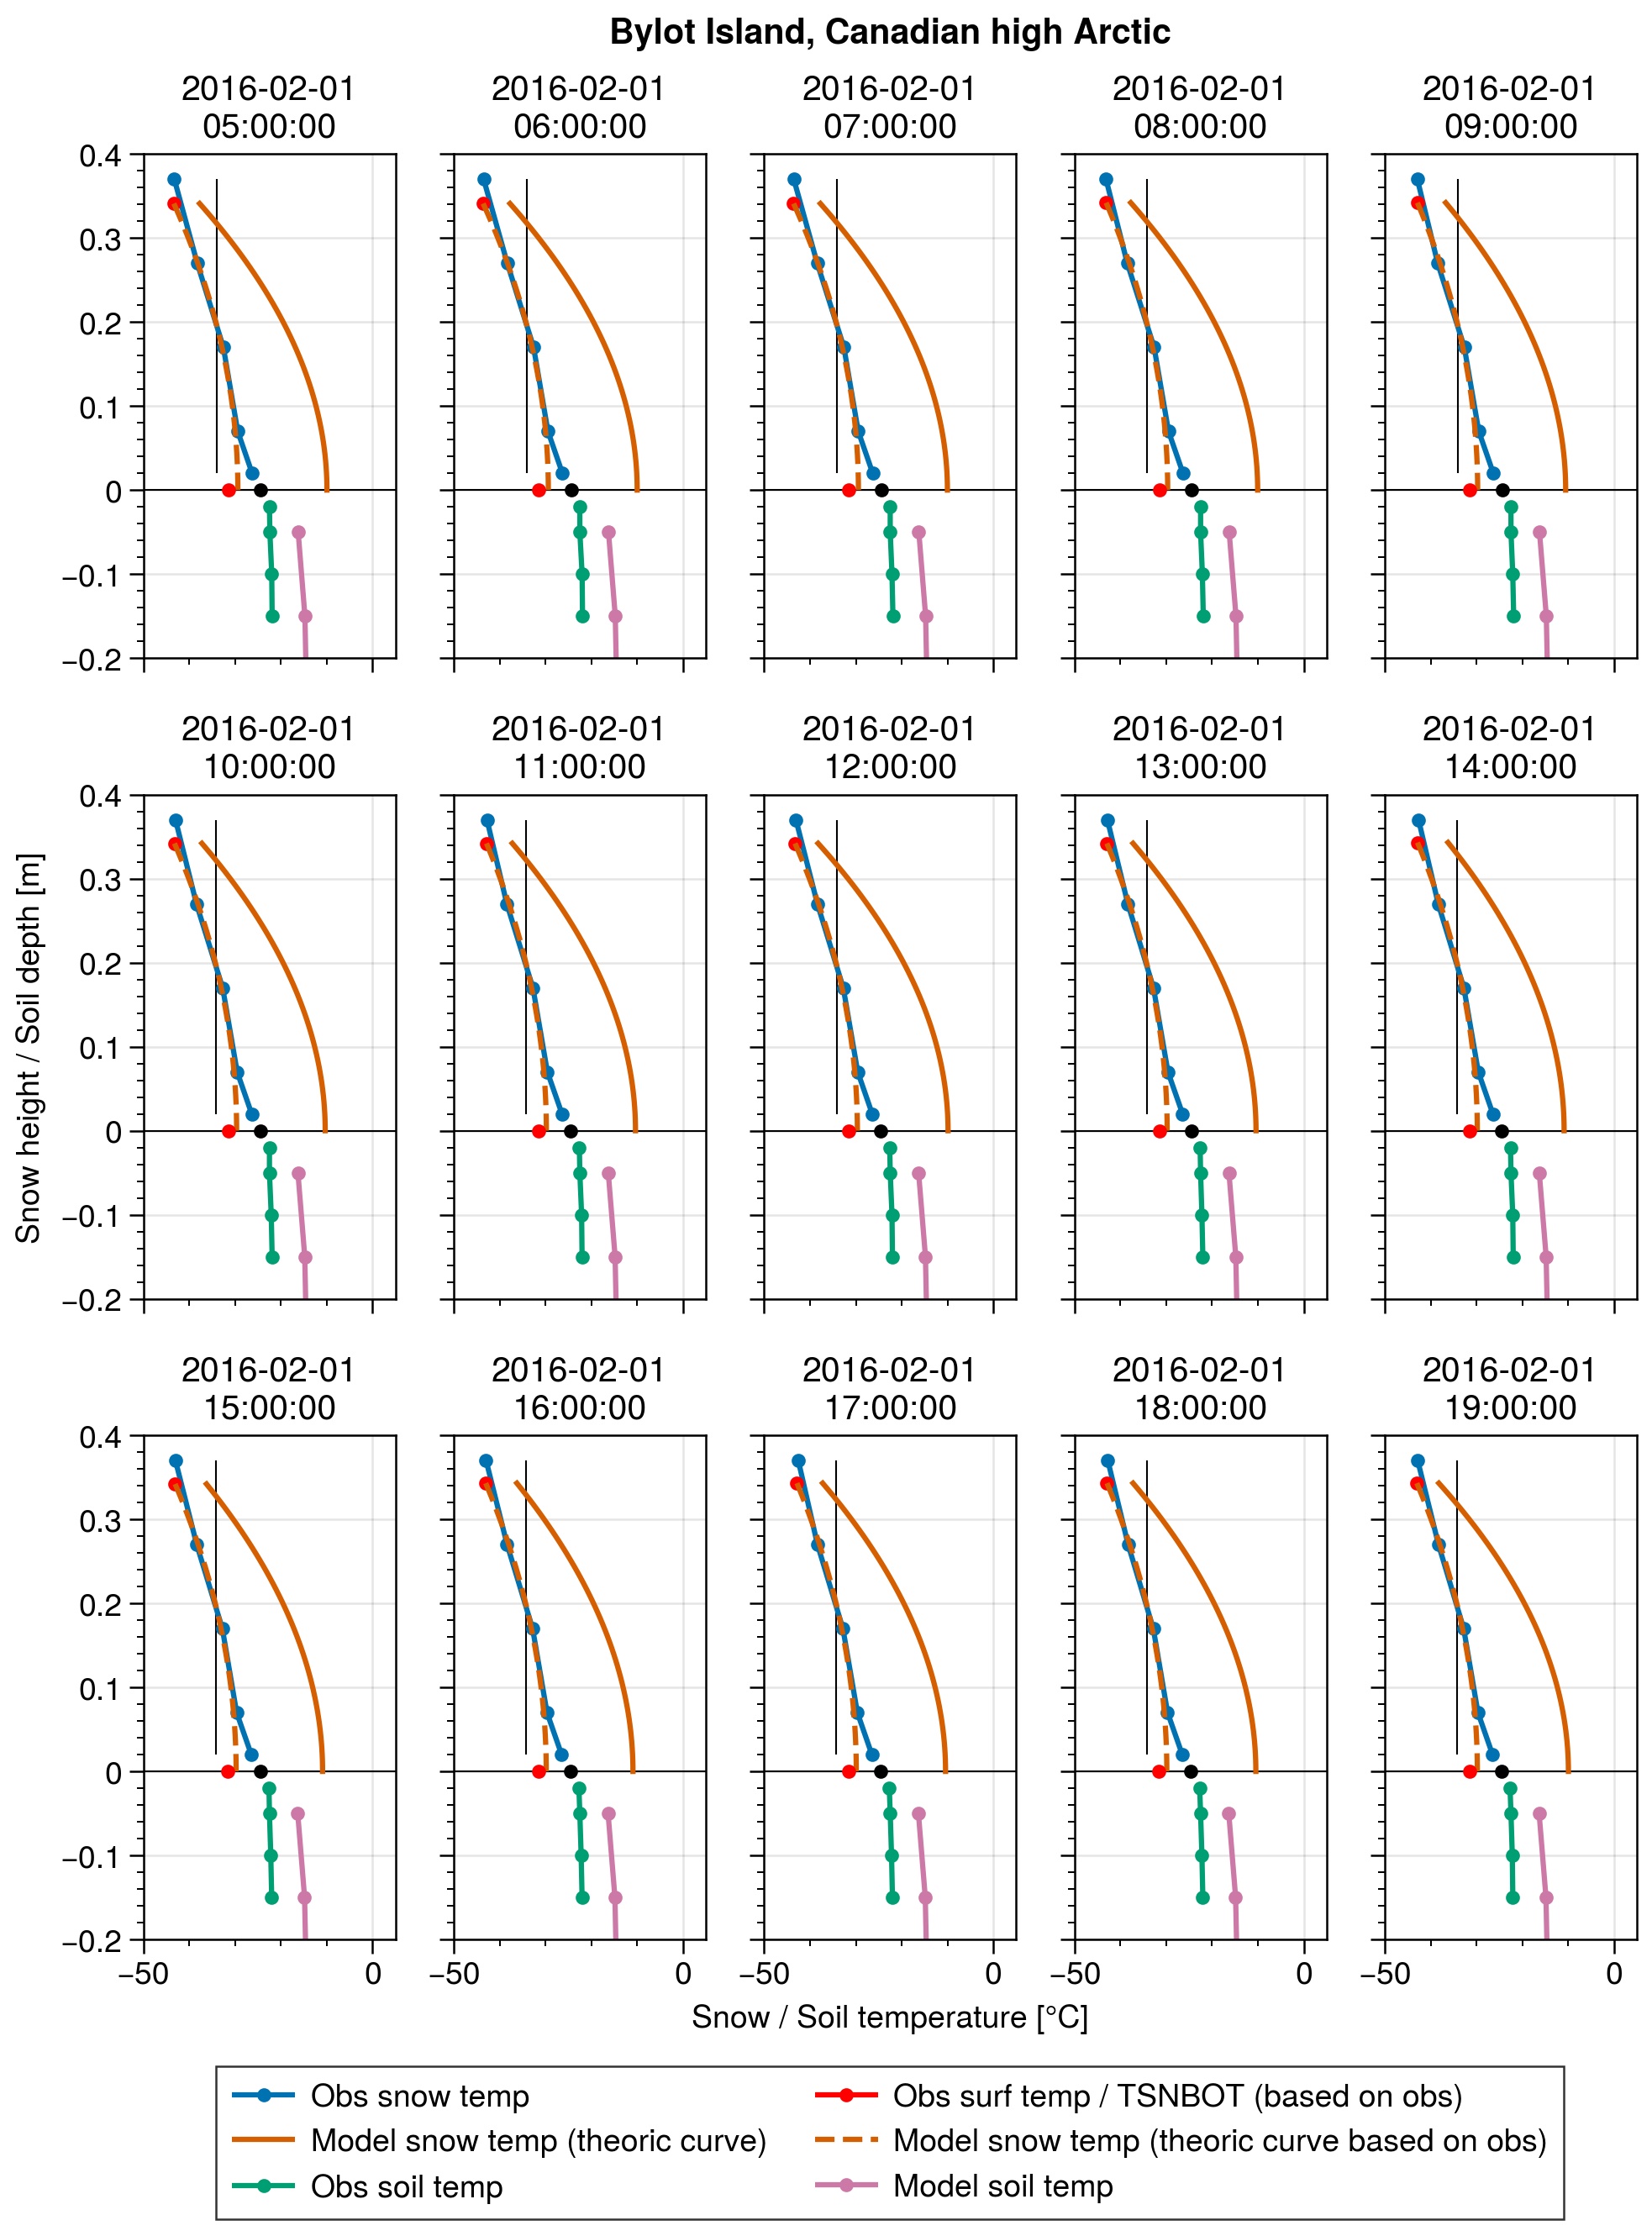 Bylot Island, Canadian high Arctic
2016-02-01 2016-02-01 2016-02-01 2016-02-01 2016-02-01
05:00:00 06:00:00 07:00:00 08:00:00 09:00:00
0.4
0.3
0.2
0.1
0
−0.1
−0.2
2016-02-01 2016-02-01 2016-02-01 2016-02-01 2016-02-01
10:00:00 11:00:00 12:00:00 13:00:00 14:00:00
Snow height / Soil depth [m]
0.4
0.3
0.2
0.1
0
−0.1
−0.2
2016-02-01 2016-02-01 2016-02-01 2016-02-01 2016-02-01
15:00:00 16:00:00 17:00:00 18:00:00 19:00:00
0.4
0.3
0.2
0.1
0
−0.1
−0.2
−50 0 −50 0 −50 0 −50 0 −50 0
Snow / Soil temperature [°C]
Obs snow temp
Model snow temp (theoric curve)
Obs soil temp
Obs surf temp / TSNBOT (based on obs)
Model snow temp (theoric curve based on obs)
Model soil temp